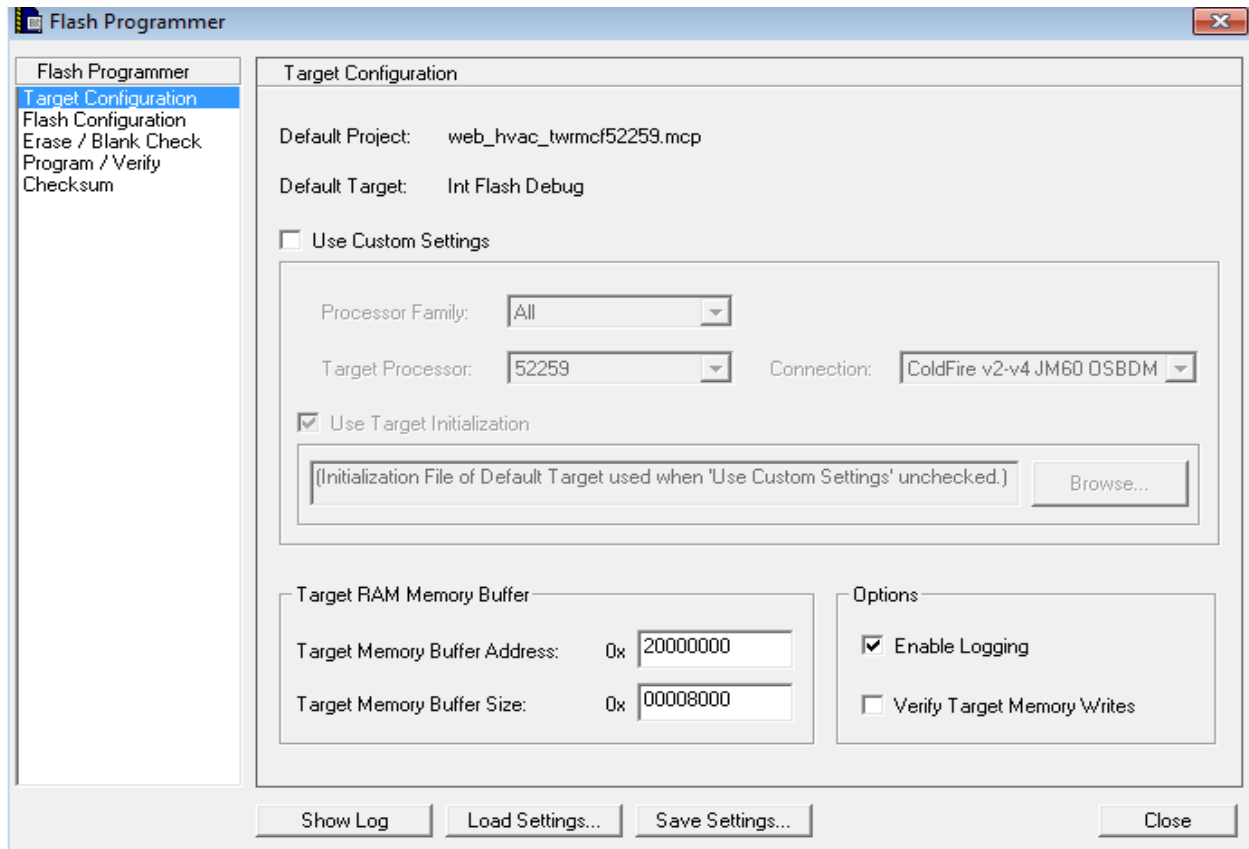 Flash Programmer
Flash Programmer
Target Configuration
Flash Configuration
Erase / Blank Check
Program / Verify
Checksum
Target Configuration
Default Project: web_hvac_twrmcf52259.mcp
Default Target: Int Flash Debug
Use Custom Settings
Processor Family: All
Target Processor: 52259 Connection: ColdFire v2-v4 JM60 OSBDM
Use Target Initialization
(Initialization File of Default Target used when 'Use Custom Settings' unchecked.) Browse...
Target RAM Memory Buffer
Target Memory Buffer Address: 0x 20000000
Target Memory Buffer Size: 0x 00008000
Options
Enable Logging
Verify Target Memory Writes
Show Log Load Settings... Save Settings... Close